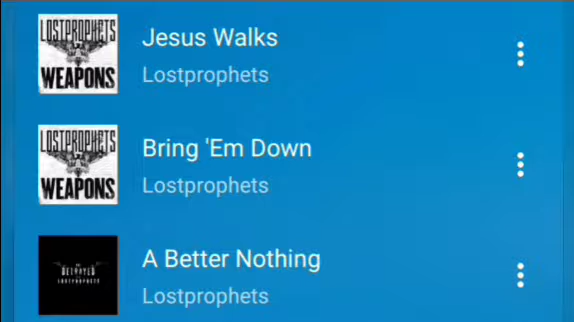 LOSTPROPHETS
WEAPONS
Jesus Walks
Lostprophets
LOSTPROPHETS
WEAPONS
Bring 'Em Down
Lostprophets
THE
BETRAYED
LOSTPROPHETS
A Better Nothing
Lostprophets